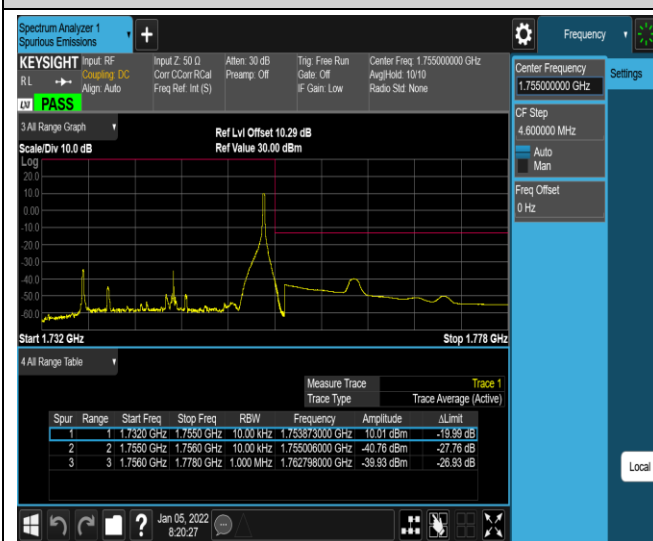 Spectrum Analyzer 1
Spurious Emissions
+
Frequency
KEYSIGHT
RL
Input: RF
Coupling: DC
Align: Auto
Input Z: 50 Ω
Corr CCorr RCal
Freq Ref: Int (S)
Atten: 30 dB
Preamp: Off
Trig: Free Run
Gate: Off
IF Gain: Low
Center Freq: 1.755000000 GHz
Avg|Hold: 10/10
Radio Std: None
LXI
PASS
Center Frequency
1.755000000 GHz
Settings
CF Step
4.600000 MHz
Auto
Man
Freq Offset
0 Hz
Local
3 All Range Graph
Ref Lvl Offset 10.29 dB
Scale/Div 10.0 dB
Ref Value 30.00 dBm
Log
20.0
10.0
0.00
-10.0
-20.0
-30.0
-40.0
-50.0
-60.0
Start 1.732 GHz
Stop 1.778 GHz
4 All Range Table
Measure Trace Trace 1
Trace Type Trace Average (Active)
Spur Range Start Freq Stop Freq RBW Frequency Amplitude ΔLimit
1 1 1.7320 GHz 1.7550 GHz 10.00 kHz 1.753873000 GHz 10.01 dBm -19.99 dB
2 2 1.7550 GHz 1.7560 GHz 10.00 kHz 1.755006000 GHz -40.76 dBm -27.76 dB
3 3 1.7560 GHz 1.7780 GHz 1.000 MHz 1.762798000 GHz -39.93 dBm -26.93 dB
?
Jan 05, 2022
8:20:27